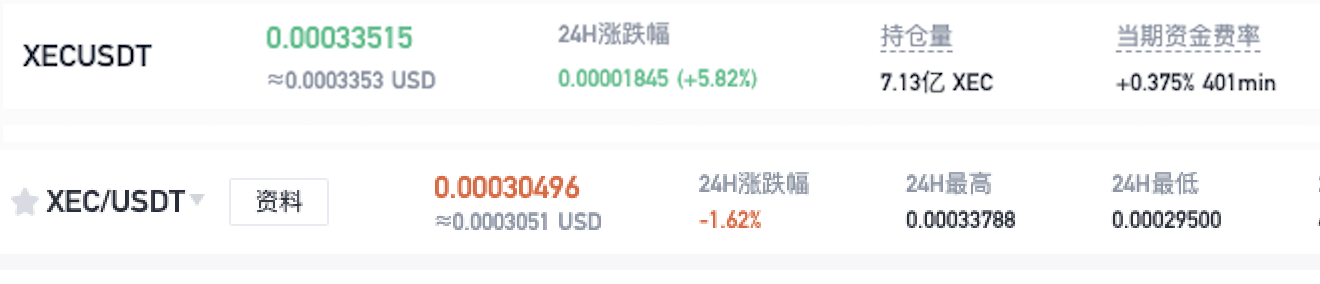 XECUSDT
0.00033515
≈0.0003353 USD
24H涨跌幅
0.00001845 (+5.82%)
持仓量
7.13亿 XEC
当期资金费率
+0.375% 401min
XEC/USDT
资料
0.00030496
≈0.0003051 USD
24H涨跌幅
-1.62%
24H最高
0.00033788
24H最低
0.00029500